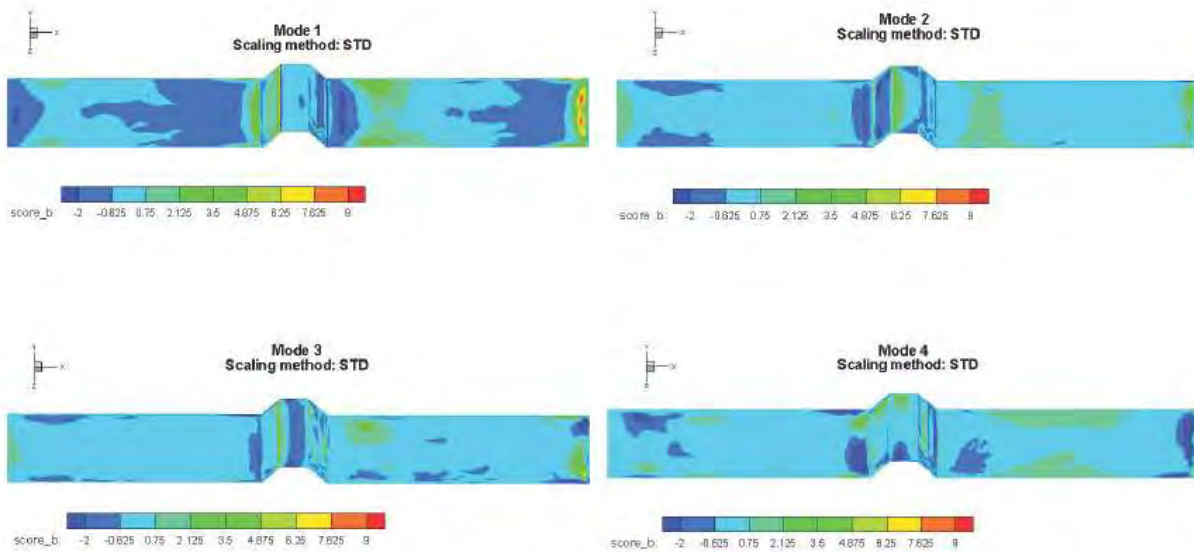 Mode 1
Scaling method: STD
Y
X
Z
score_b: -2 -0.625 0.75 2.125 3.5 4.875 6.25 7.625 9
Mode 2
Scaling method: STD
Y
X
Z
score_b: -2 -0.625 0.75 2.125 3.5 4.875 6.25 7.625 9
Mode 3
Scaling method: STD
Y
X
Z
score_b: -2 -0.625 0.75 2.125 3.5 4.875 6.25 7.625 9
Mode 4
Scaling method: STD
Y
X
Z
score_b: -2 -0.625 0.75 2.125 3.5 4.875 6.25 7.625 9